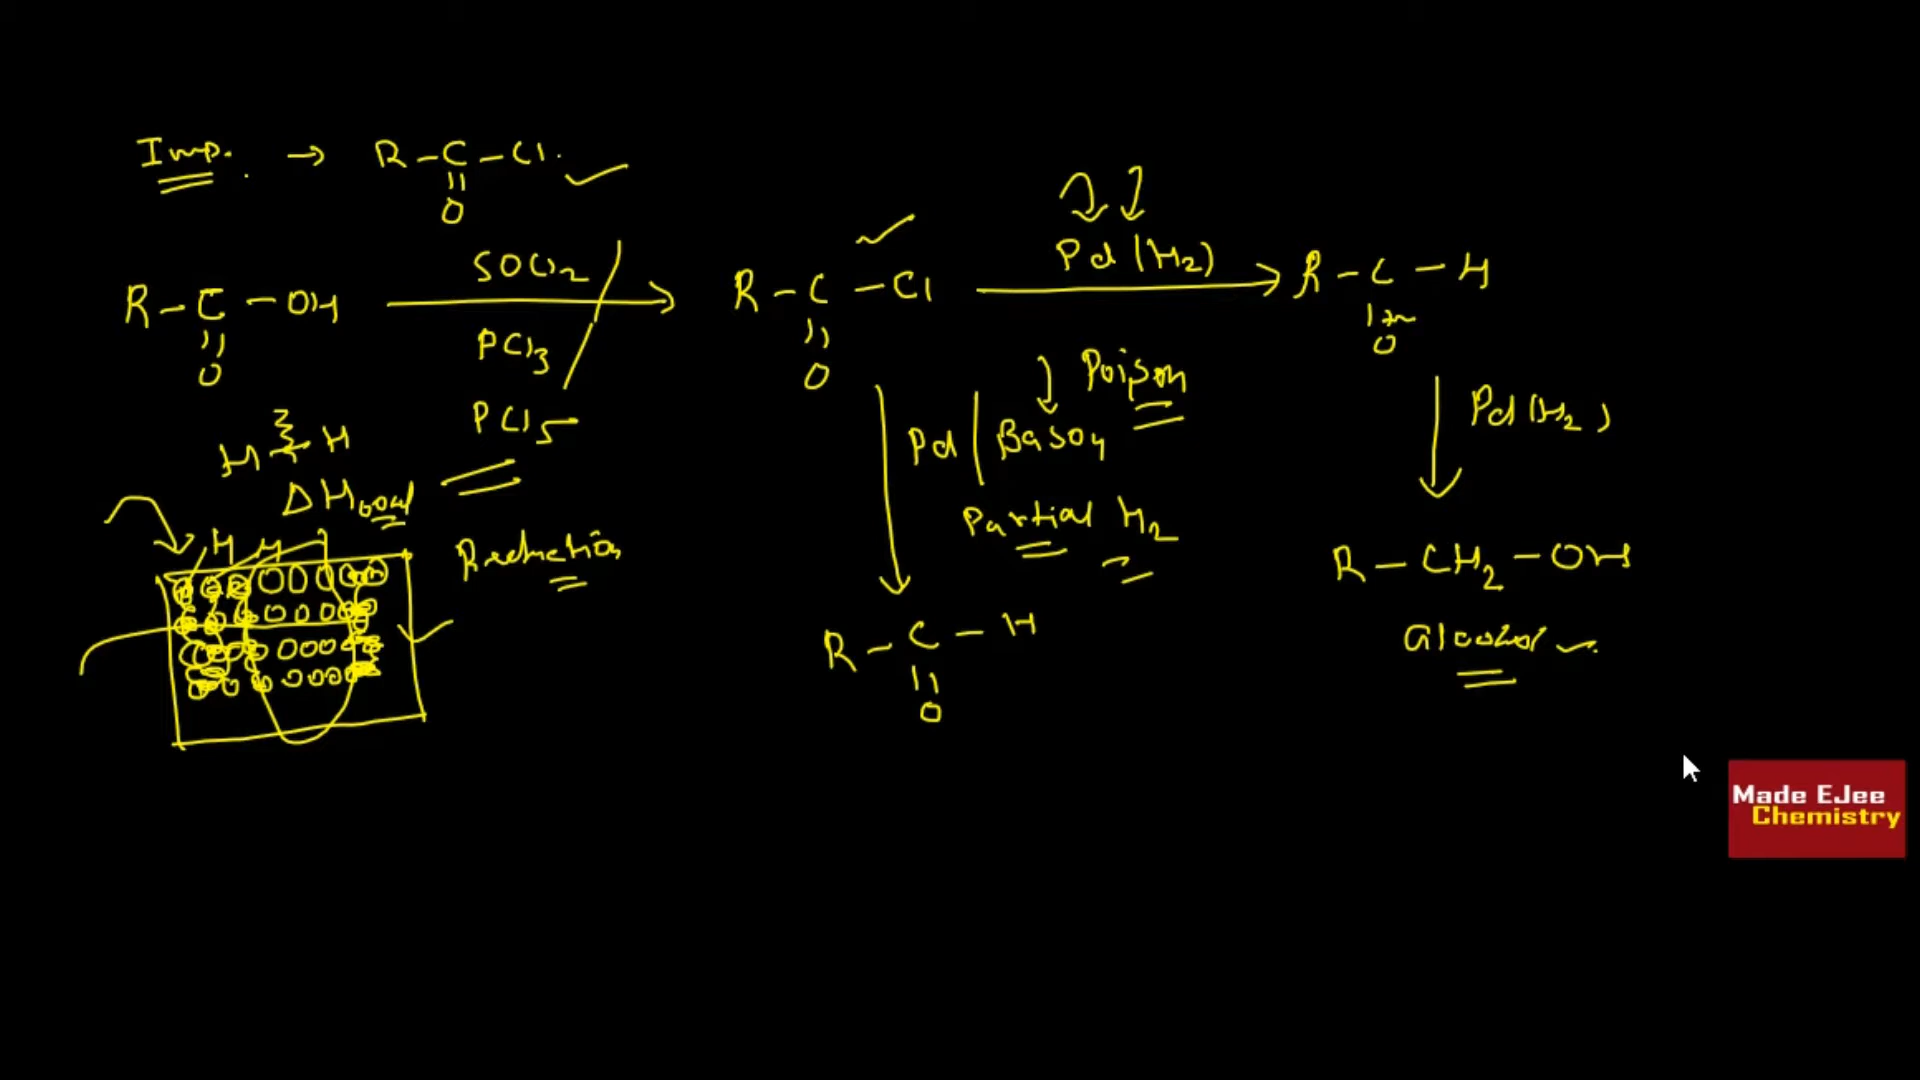 Imp. → R-C-Cl.
||
O
R-C-OH
||
O
SOCl2
PCl3
PCl5
R-C-Cl
||
O
Pd (H2)
R-C-H
||
O
Poison
Pd | BaSO4
Partial H2
R-C-H
||
O
Pd (H2)
R-CH2-OH
Alcohol
H H
H H
Reduction
Made EJee
Chemistry